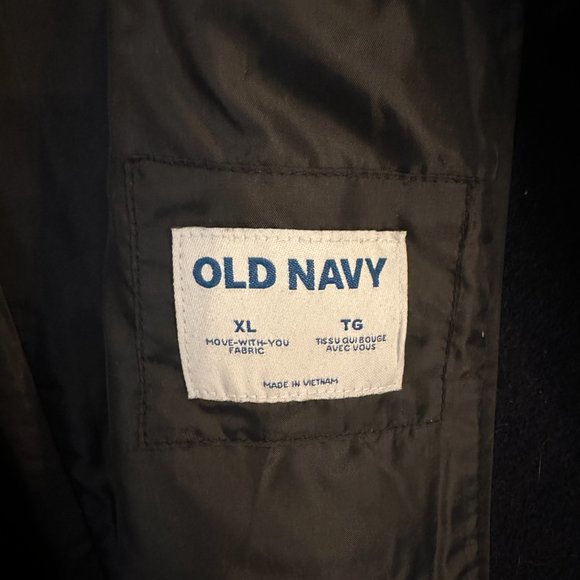 OLD NAVY
XL TG
MOVE-WITH-YOU TISSU QUI BOUGE
FABRIC AVEC VOUS
MADE IN VIETNAM